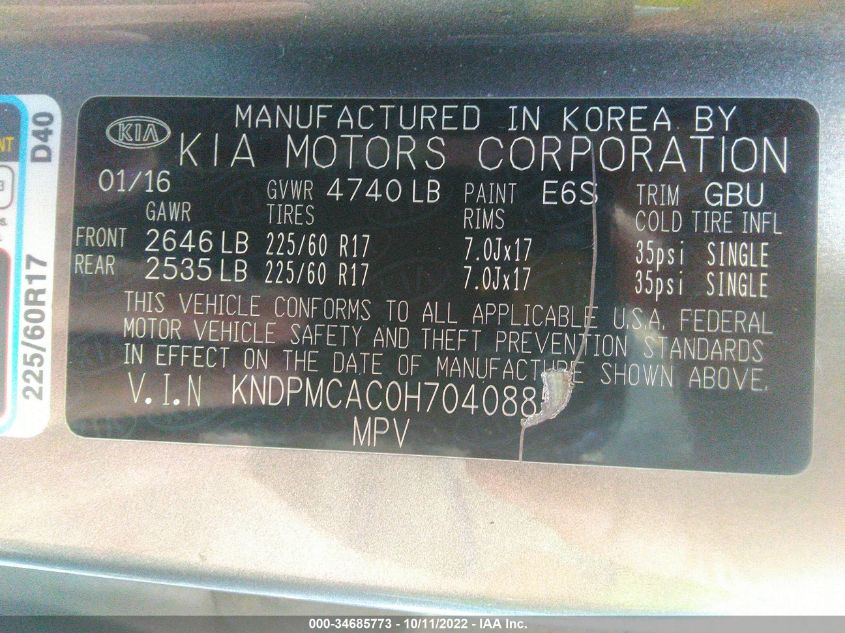 MANUFACTURED IN KOREA BY
KIA KIA MOTORS CORPORATION
01/16 GVWR 4740 LB PAINT E6S TRIM GBU
GAWR TIRES RIMS COLD TIRE INFL
FRONT 2646 LB 225/60 R17 7.0Jx17 35psi SINGLE
REAR 2535 LB 225/60 R17 7.0Jx17 35psi SINGLE
THIS VEHICLE CONFORMS TO ALL APPLICABLE U.S.A. FEDERAL
MOTOR VEHICLE SAFETY AND THEFT PREVENTION STANDARDS
IN EFFECT ON THE DATE OF MANUFACTURE SHOWN ABOVE.
V.I.N KNDPMCAC0H704088
MPV
225/60R17 D40
000-34685773 - 10/11/2022 - IAA Inc.